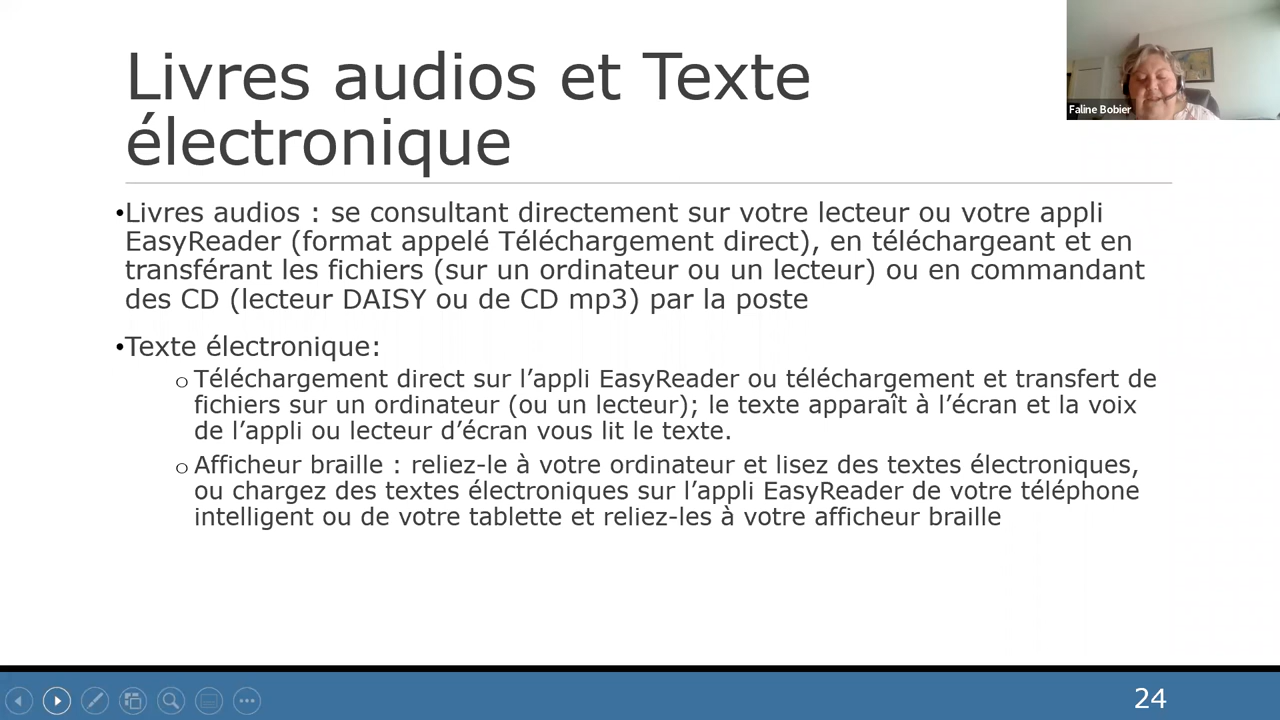 Livres audios et Texte
électronique
Faline Bobier
•Livres audios : se consultant directement sur votre lecteur ou votre appli
EasyReader (format appelé Téléchargement direct), en téléchargeant et en
transférant les fichiers (sur un ordinateur ou un lecteur) ou en commandant
des CD (lecteur DAISY ou de CD mp3) par la poste
•Texte électronique:
o Téléchargement direct sur l’appli EasyReader ou téléchargement et transfert de
fichiers sur un ordinateur (ou un lecteur); le texte apparaît à l’écran et la voix
de l’appli ou lecteur d’écran vous lit le texte.
o Afficheur braille : reliez-le à votre ordinateur et lisez des textes électroniques,
ou chargez des textes électroniques sur l’appli EasyReader de votre téléphone
intelligent ou de votre tablette et reliez-les à votre afficheur braille
24